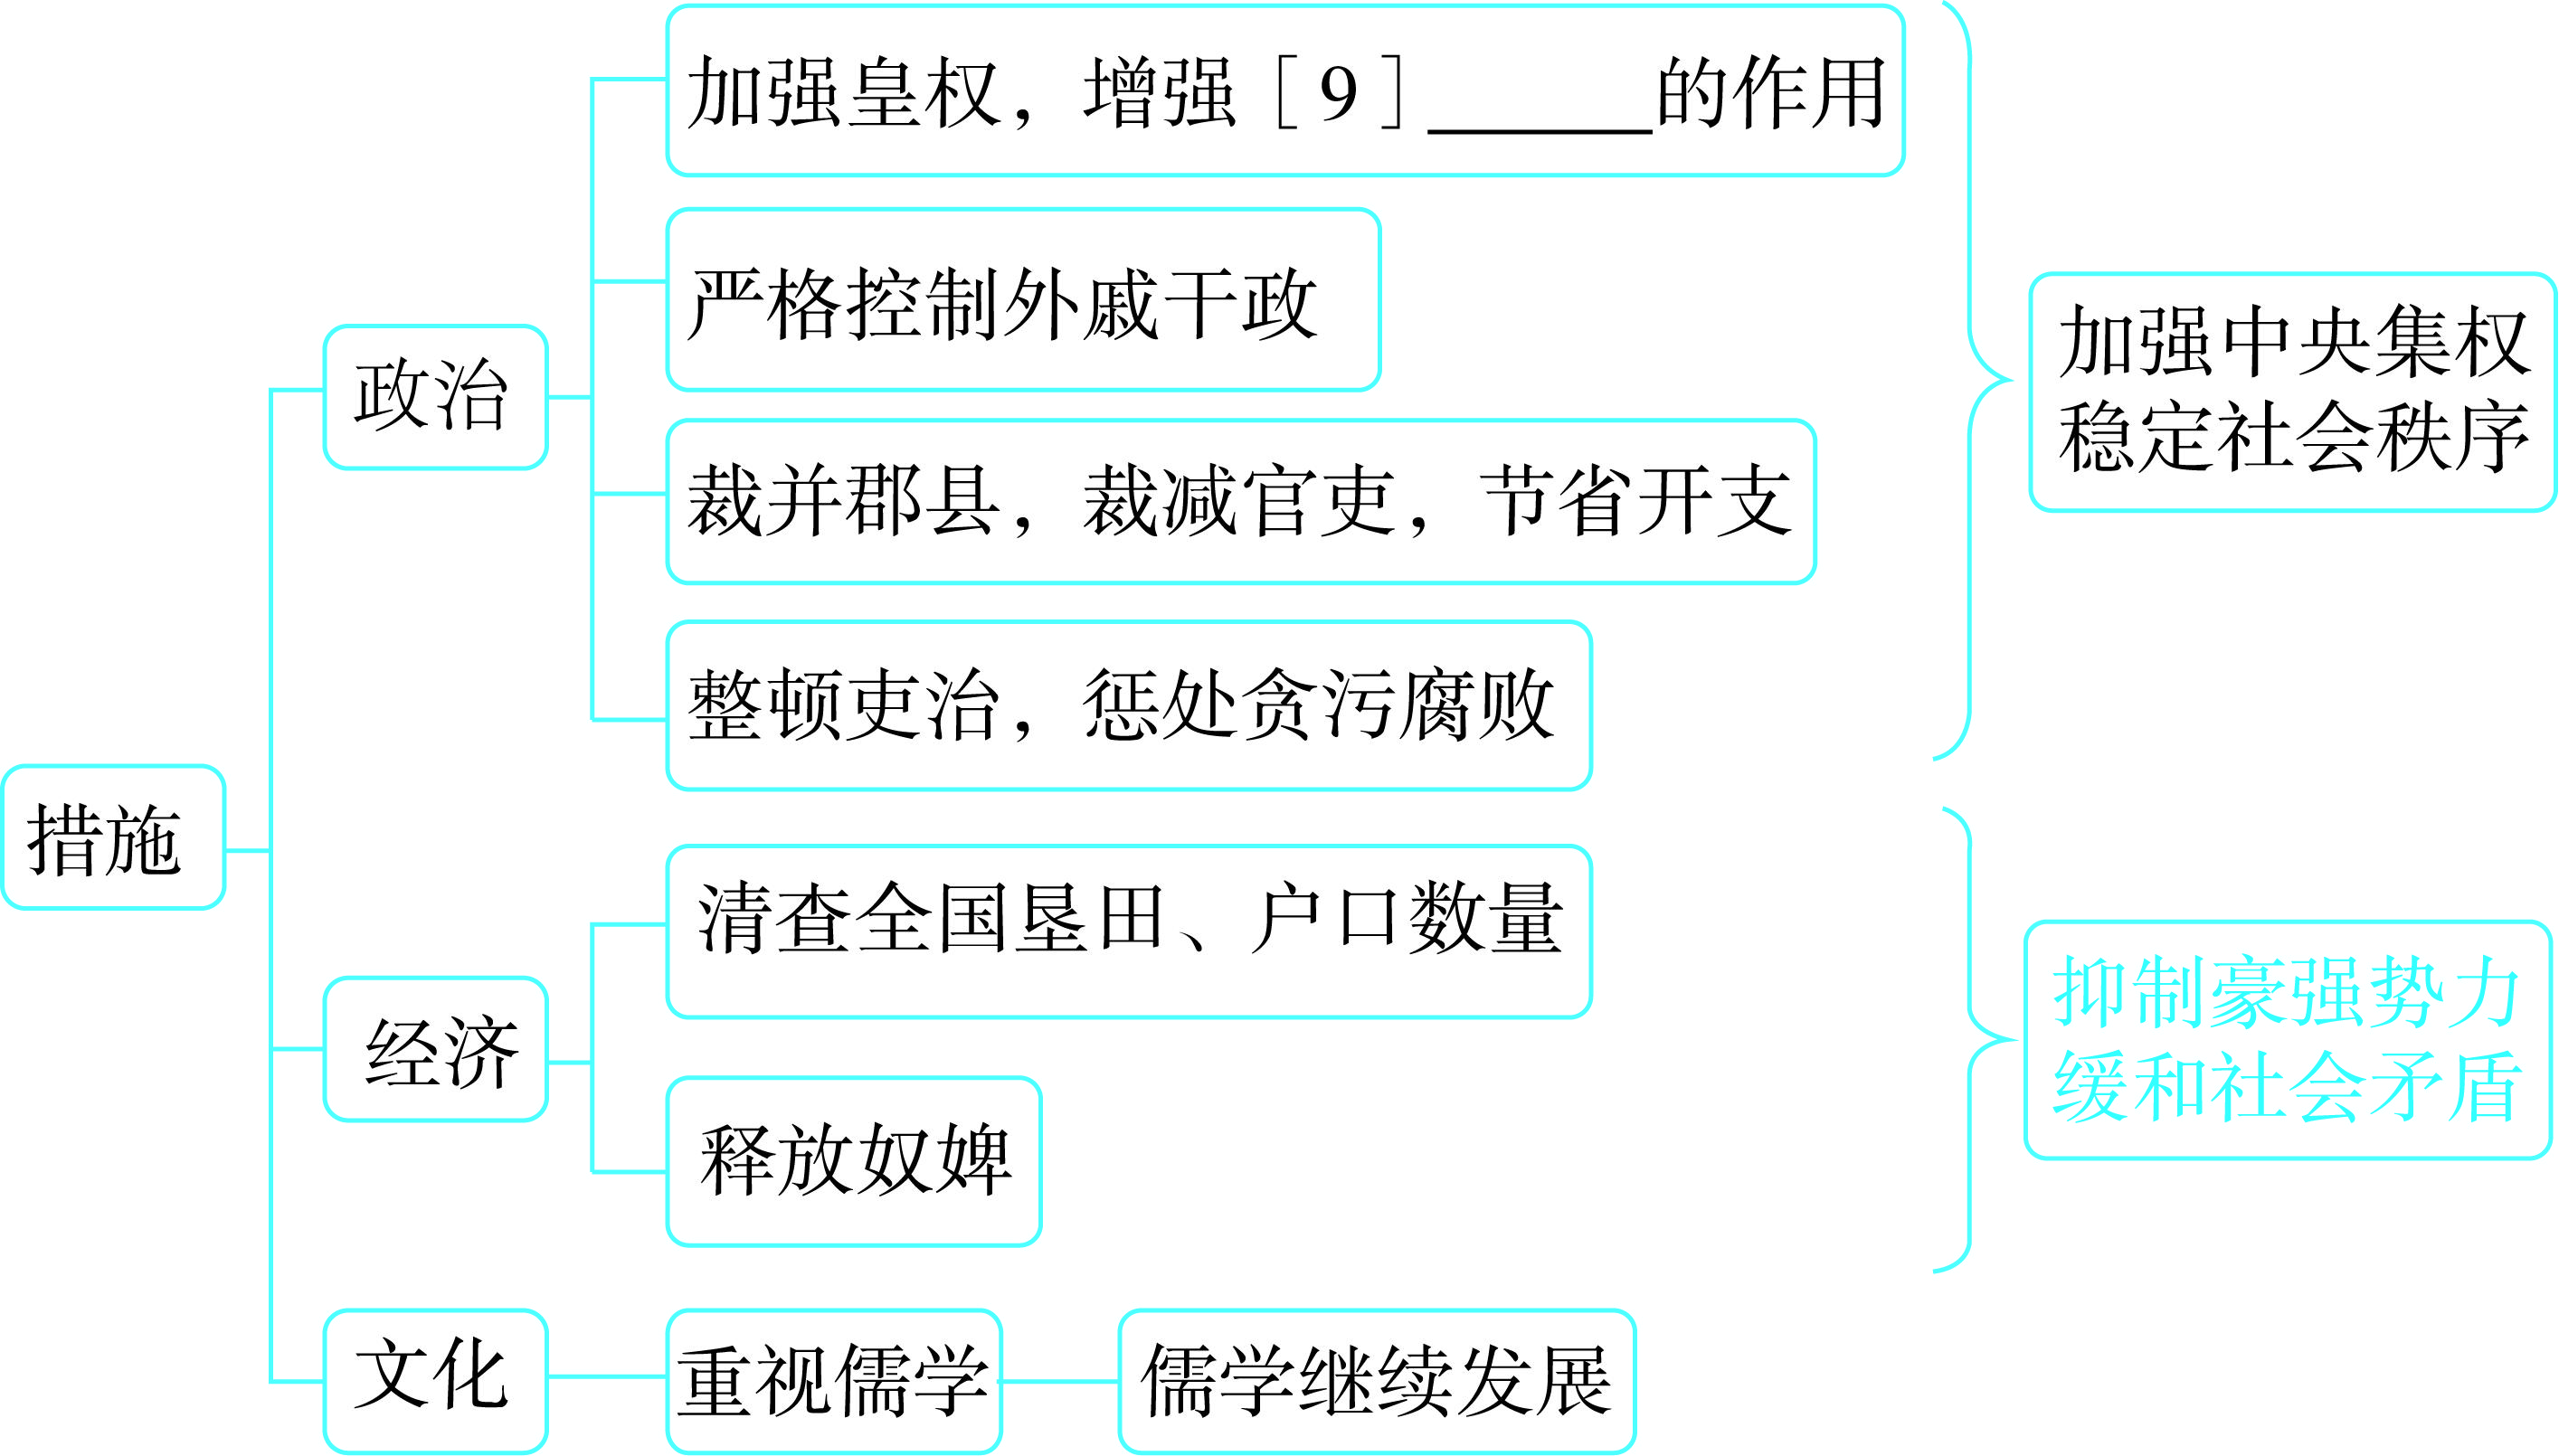 措施
政治
加强皇权，增强［9］______的作用
严格控制外戚干政
裁并郡县，裁减官吏，节省开支
整顿吏治，惩处贪污腐败
加强中央集权
稳定社会秩序
经济
清查全国垦田、户口数量
释放奴婢
抑制豪强势力
缓和社会矛盾
文化
重视儒学
儒学继续发展